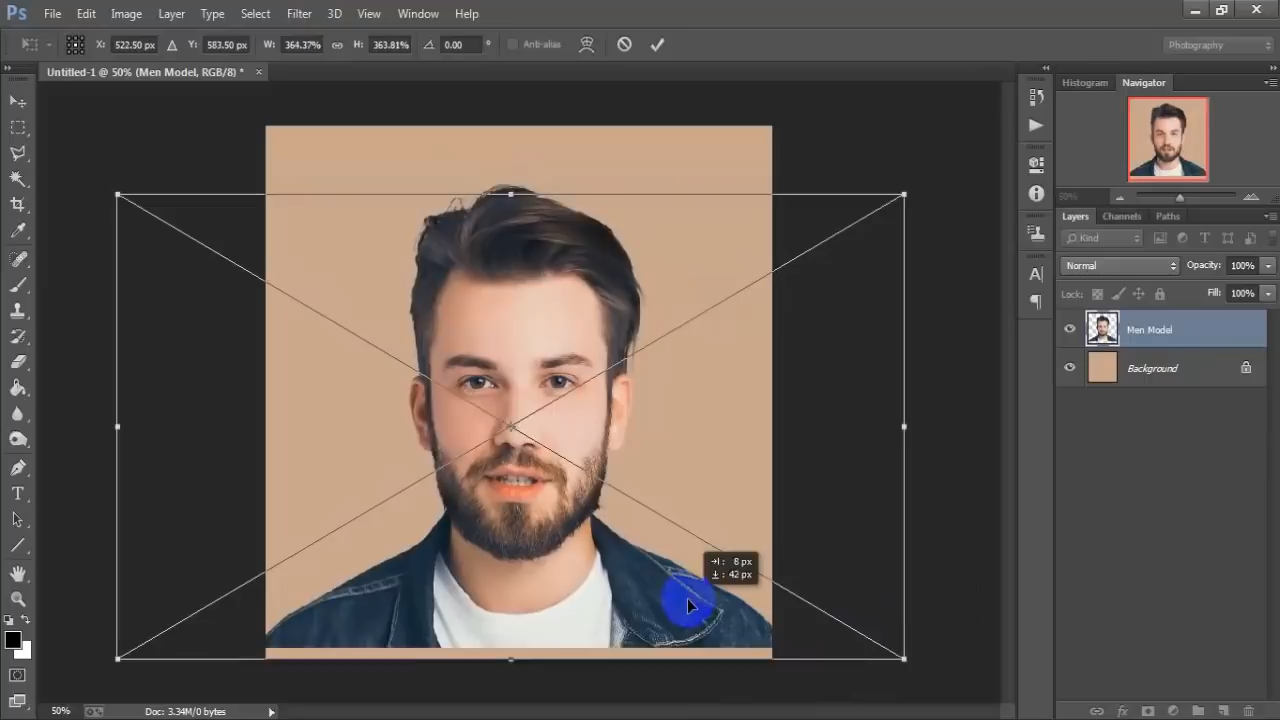 Ps File Edit Image Layer Type Select Filter 3D View Window Help
X: 522.50 px Y: 583.50 px W: 364.37% H: 363.81% 0.00 ° Anti-alias Photography
Untitled-1 @ 50% (Men Model, RGB/8) * ×
Histogram Navigator
50%
Layers Channels Paths
Kind
Normal Opacity: 100%
Lock: Fill: 100%
Men Model
Background
: 8 px
: 42 px
50% Doc: 3.34M/0 bytes